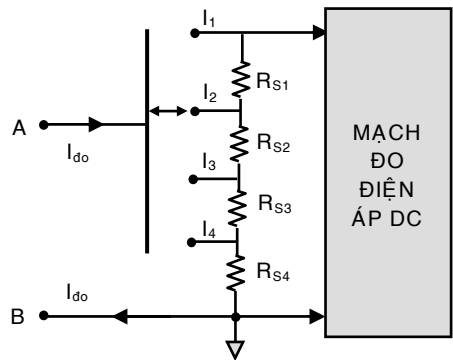 I1
RS1
I2
A
Iđo
RS2
MẠCH
ĐO
ĐIỆN
ÁP DC
I3
RS3
I4
RS4
Iđo
B